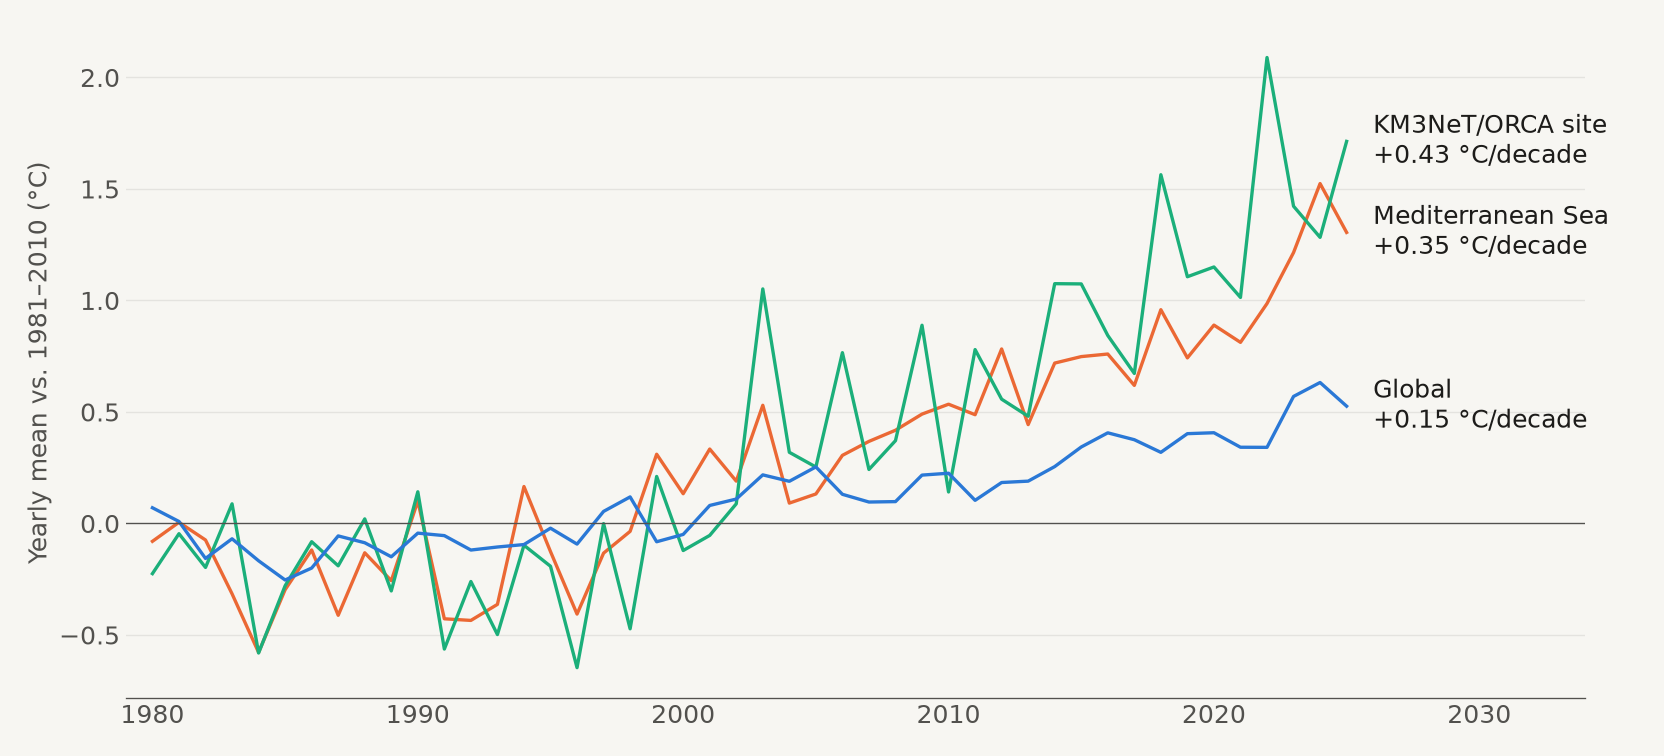 Yearly mean vs. 1981–2010 (°C)
2.0
1.5
1.0
0.5
0.0
−0.5
KM3NeT/ORCA site
+0.43 °C/decade
Mediterranean Sea
+0.35 °C/decade
Global
+0.15 °C/decade
1980 1990 2000 2010 2020 2030